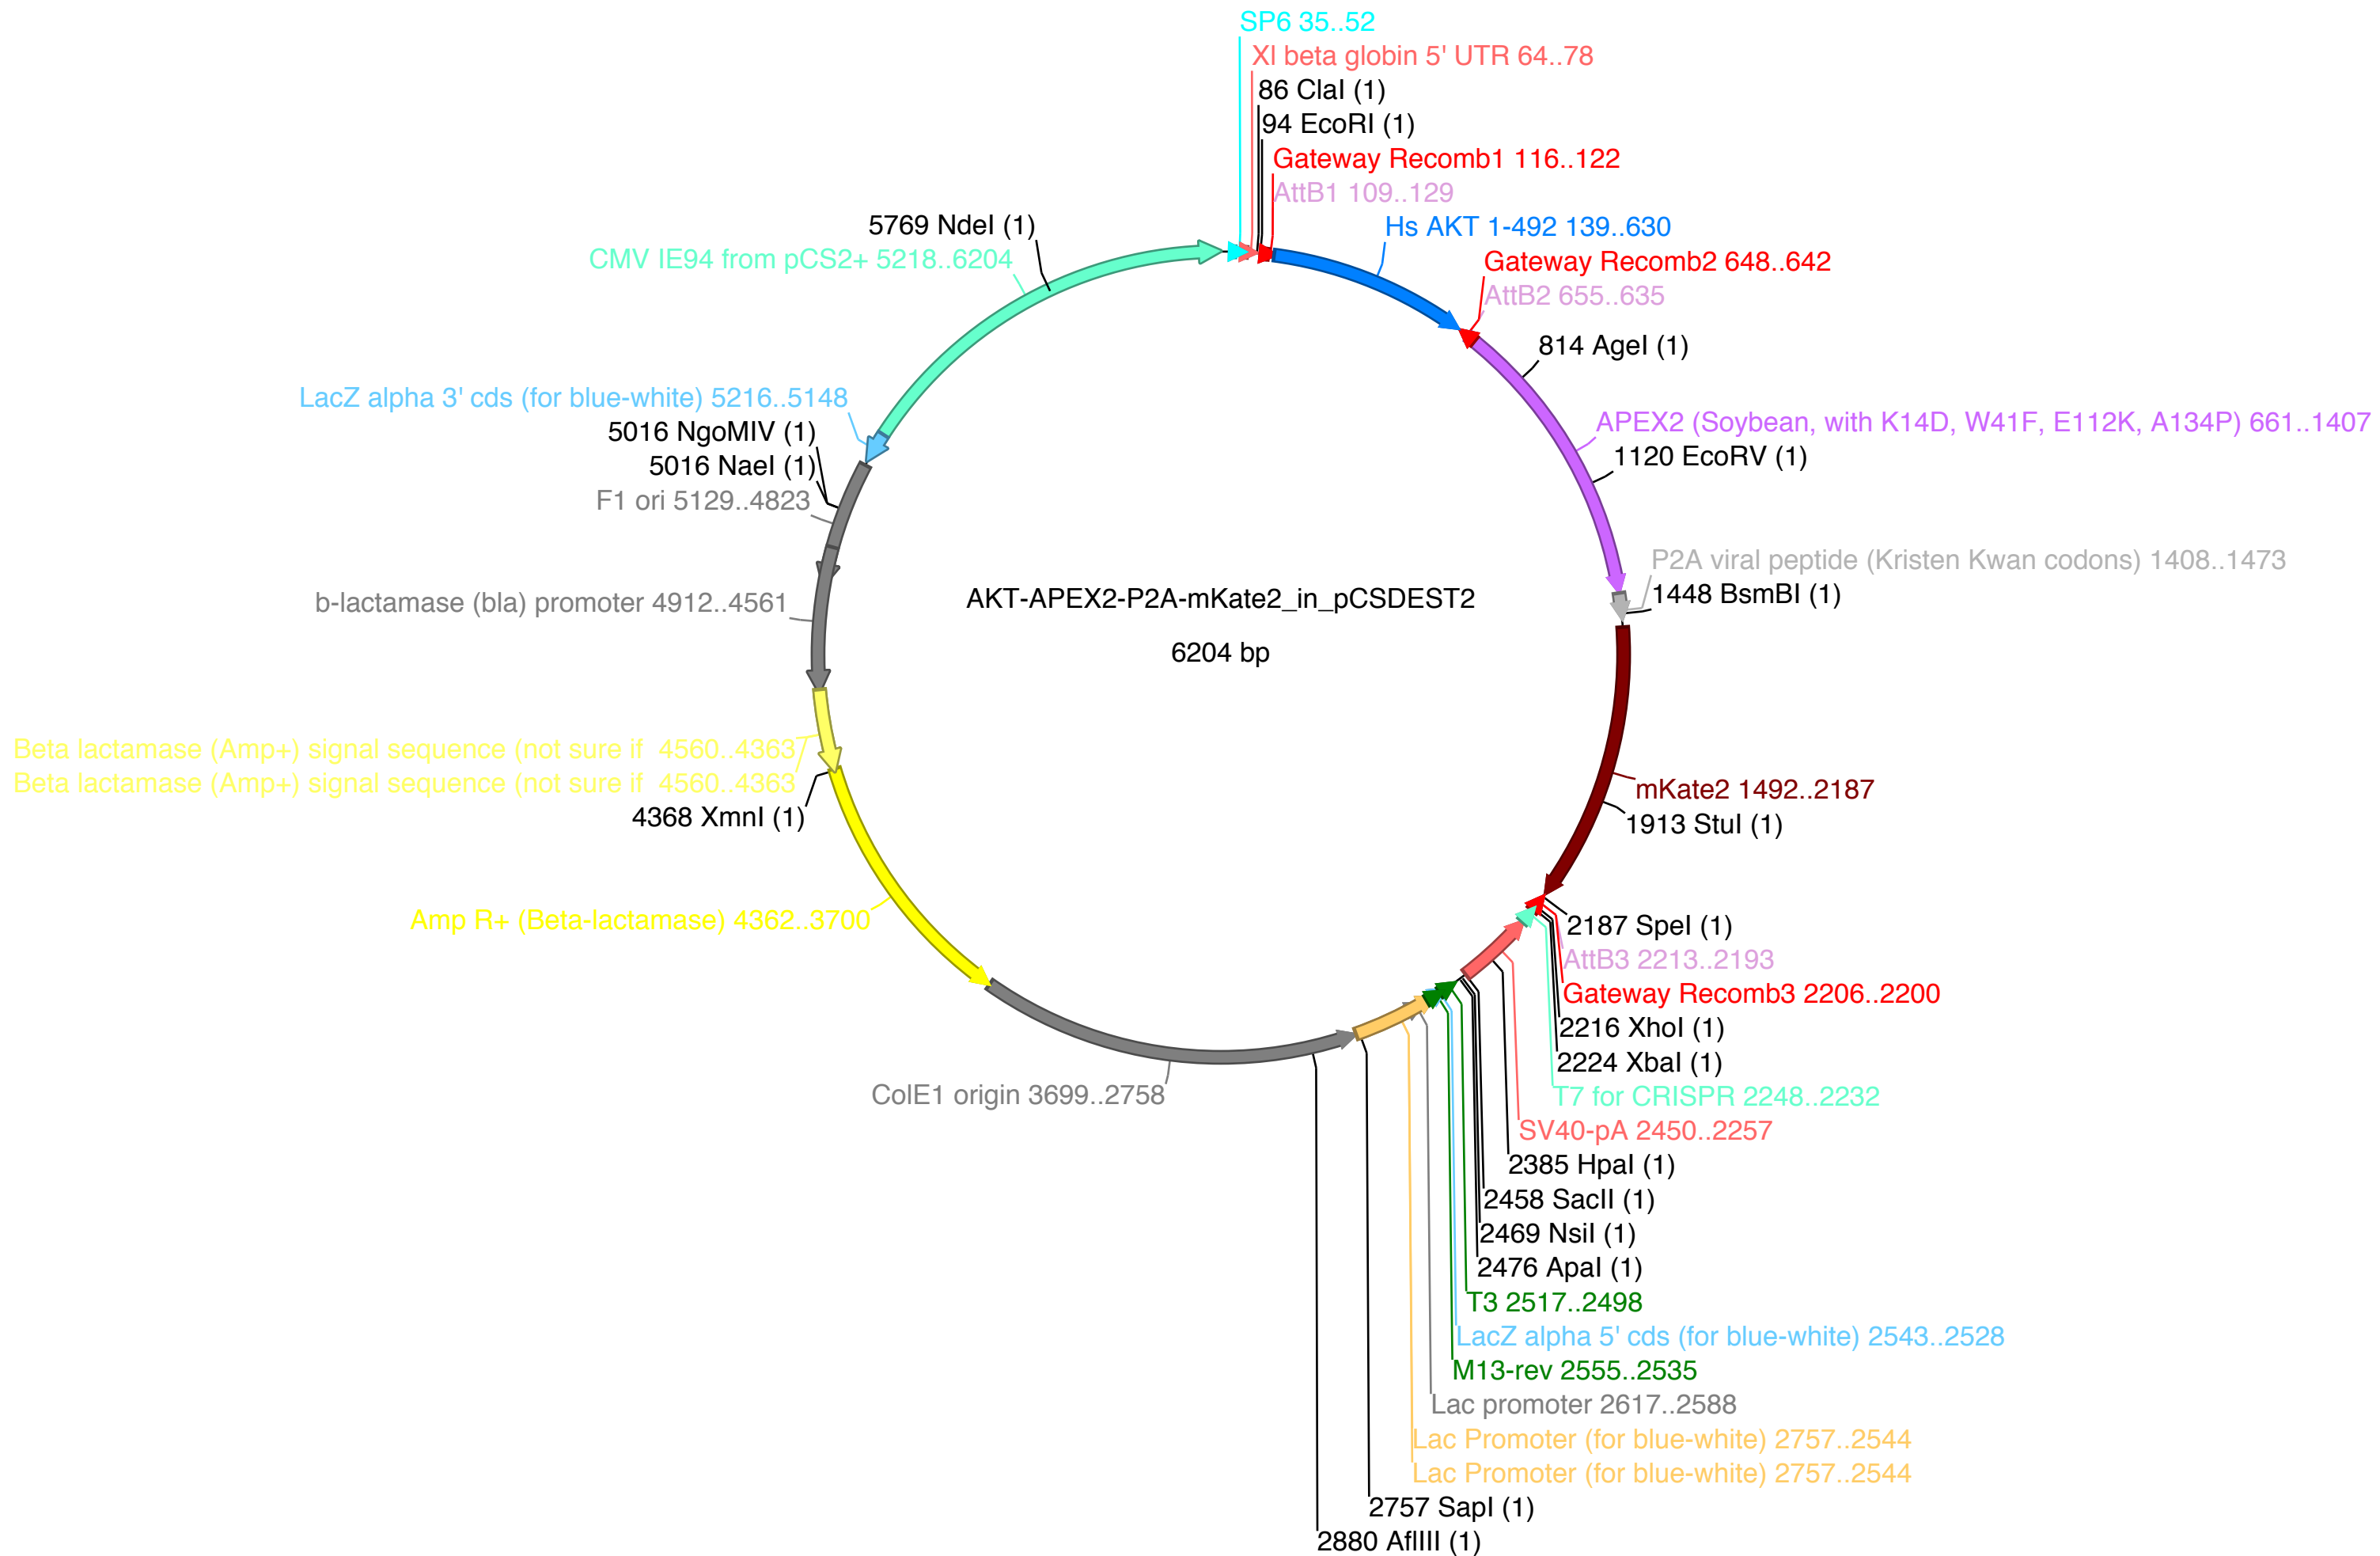 SP6 35..52
Xl beta globin 5' UTR 64..78
86 ClaI (1)
94 EcoRI (1)
Gateway Recomb1 116..122
AttB1 109..129
Hs AKT 1-492 139..630
Gateway Recomb2 648..642
AttB2 655..635
814 AgeI (1)
APEX2 (Soybean, with K14D, W41F, E112K, A134P) 661..1407
1120 EcoRV (1)
P2A viral peptide (Kristen Kwan codons) 1408..1473
1448 BsmBI (1)
mKate2 1492..2187
1913 StuI (1)
2187 SpeI (1)
AttB3 2213..2193
Gateway Recomb3 2206..2200
2216 XhoI (1)
2224 XbaI (1)
T7 for CRISPR 2248..2232
SV40-pA 2450..2257
2385 HpaI (1)
2458 SacII (1)
2469 NsiI (1)
2476 ApaI (1)
T3 2517..2498
LacZ alpha 5' cds (for blue-white) 2543..2528
M13-rev 2555..2535
Lac promoter 2617..2588
Lac Promoter (for blue-white) 2757..2544
Lac Promoter (for blue-white) 2757..2544
2757 SapI (1)
2880 AflIII (1)
ColE1 origin 3699..2758
Amp R+ (Beta-lactamase) 4362..3700
4368 XmnI (1)
Beta lactamase (Amp+) signal sequence (not sure if  4560..4363
Beta lactamase (Amp+) signal sequence (not sure if  4560..4363
b-lactamase (bla) promoter 4912..4561
F1 ori 5129..4823
5016 NaeI (1)
5016 NgoMIV (1)
LacZ alpha 3' cds (for blue-white) 5216..5148
CMV IE94 from pCS2+ 5218..6204
5769 NdeI (1)
AKT-APEX2-P2A-mKate2_in_pCSDEST2
6204 bp